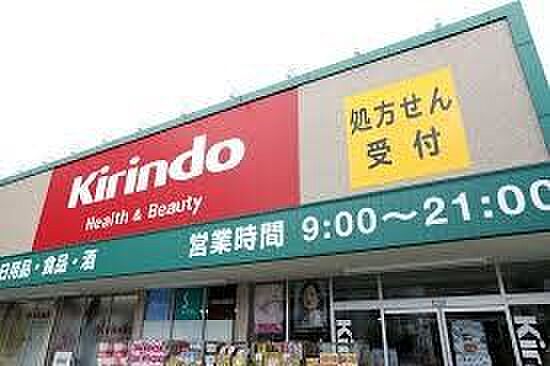 Kirindo
Health & Beauty
処方せん
受付
日用品・食品・酒
営業時間 9:00～21:00